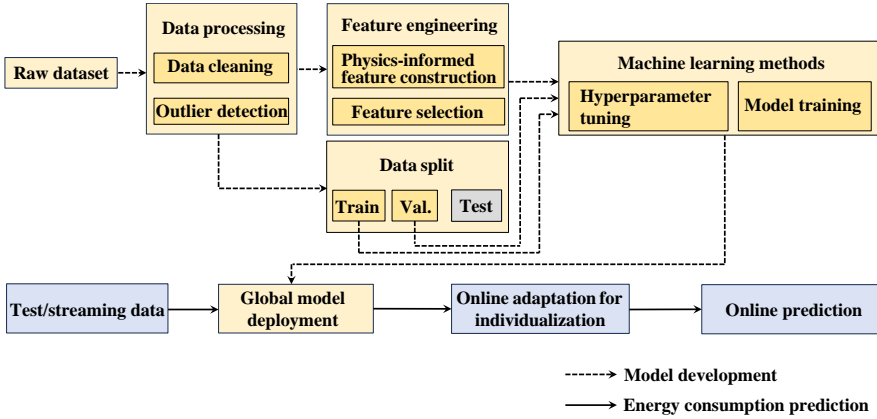 Raw dataset
Data processing
Data cleaning
Outlier detection
Feature engineering
Physics-informed
feature construction
Feature selection
Data split
Train
Val.
Test
Machine learning methods
Hyperparameter
tuning
Model training
Test/streaming data
Global model
deployment
Online adaptation for
individualization
Online prediction
Model development
Energy consumption prediction